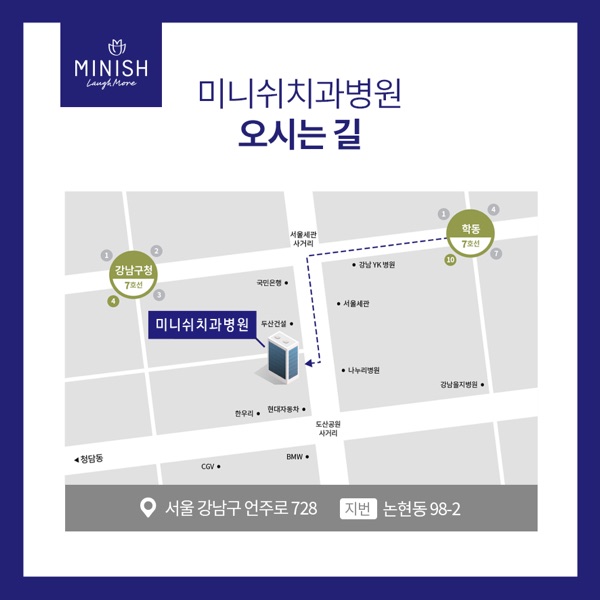 MINISH
Laugh More
미니쉬치과병원
오시는 길
서울세관
사거리
1
4
학동
7호선
10
7
강남 YK 병원
1
2
강남구청
7호선
4
3
국민은행
서울세관
미니쉬치과병원
두산건설
나누리병원
강남을지병원
한우리
현대자동차
도산공원
사거리
◀ 청담동
CGV
BMW
서울 강남구 언주로 728
지번 논현동 98-2